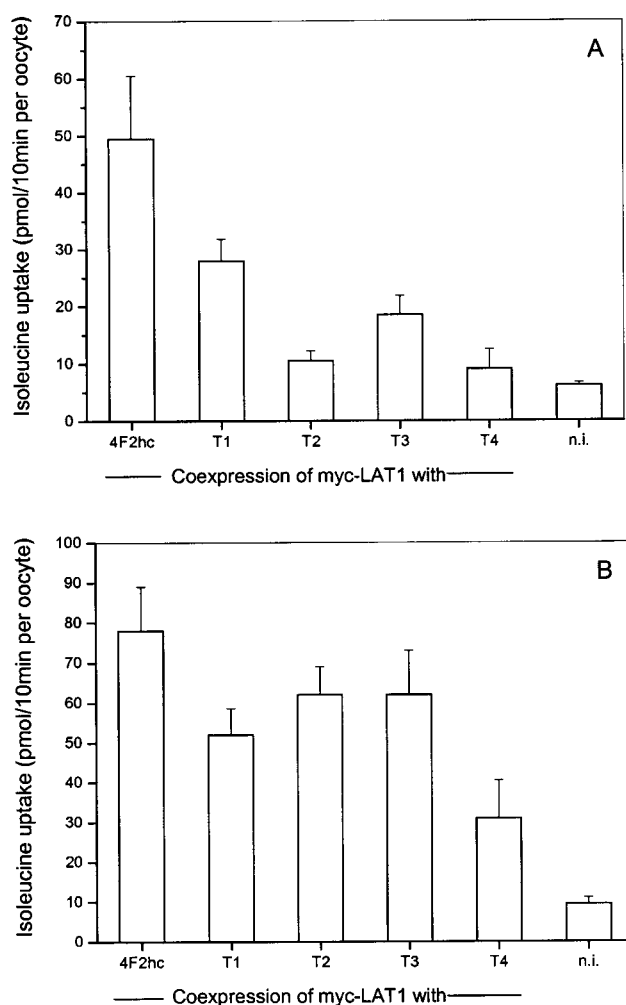 A
Isoleucine uptake (pmol/10min per oocyte)
70
60
50
40
30
20
10
0
4F2hc T1 T2 T3 T4 n.i.
Coexpression of myc-LAT1 with
B
Isoleucine uptake (pmol/10min per oocyte)
100
90
80
70
60
50
40
30
20
10
0
4F2hc T1 T2 T3 T4 n.i.
Coexpression of myc-LAT1 with